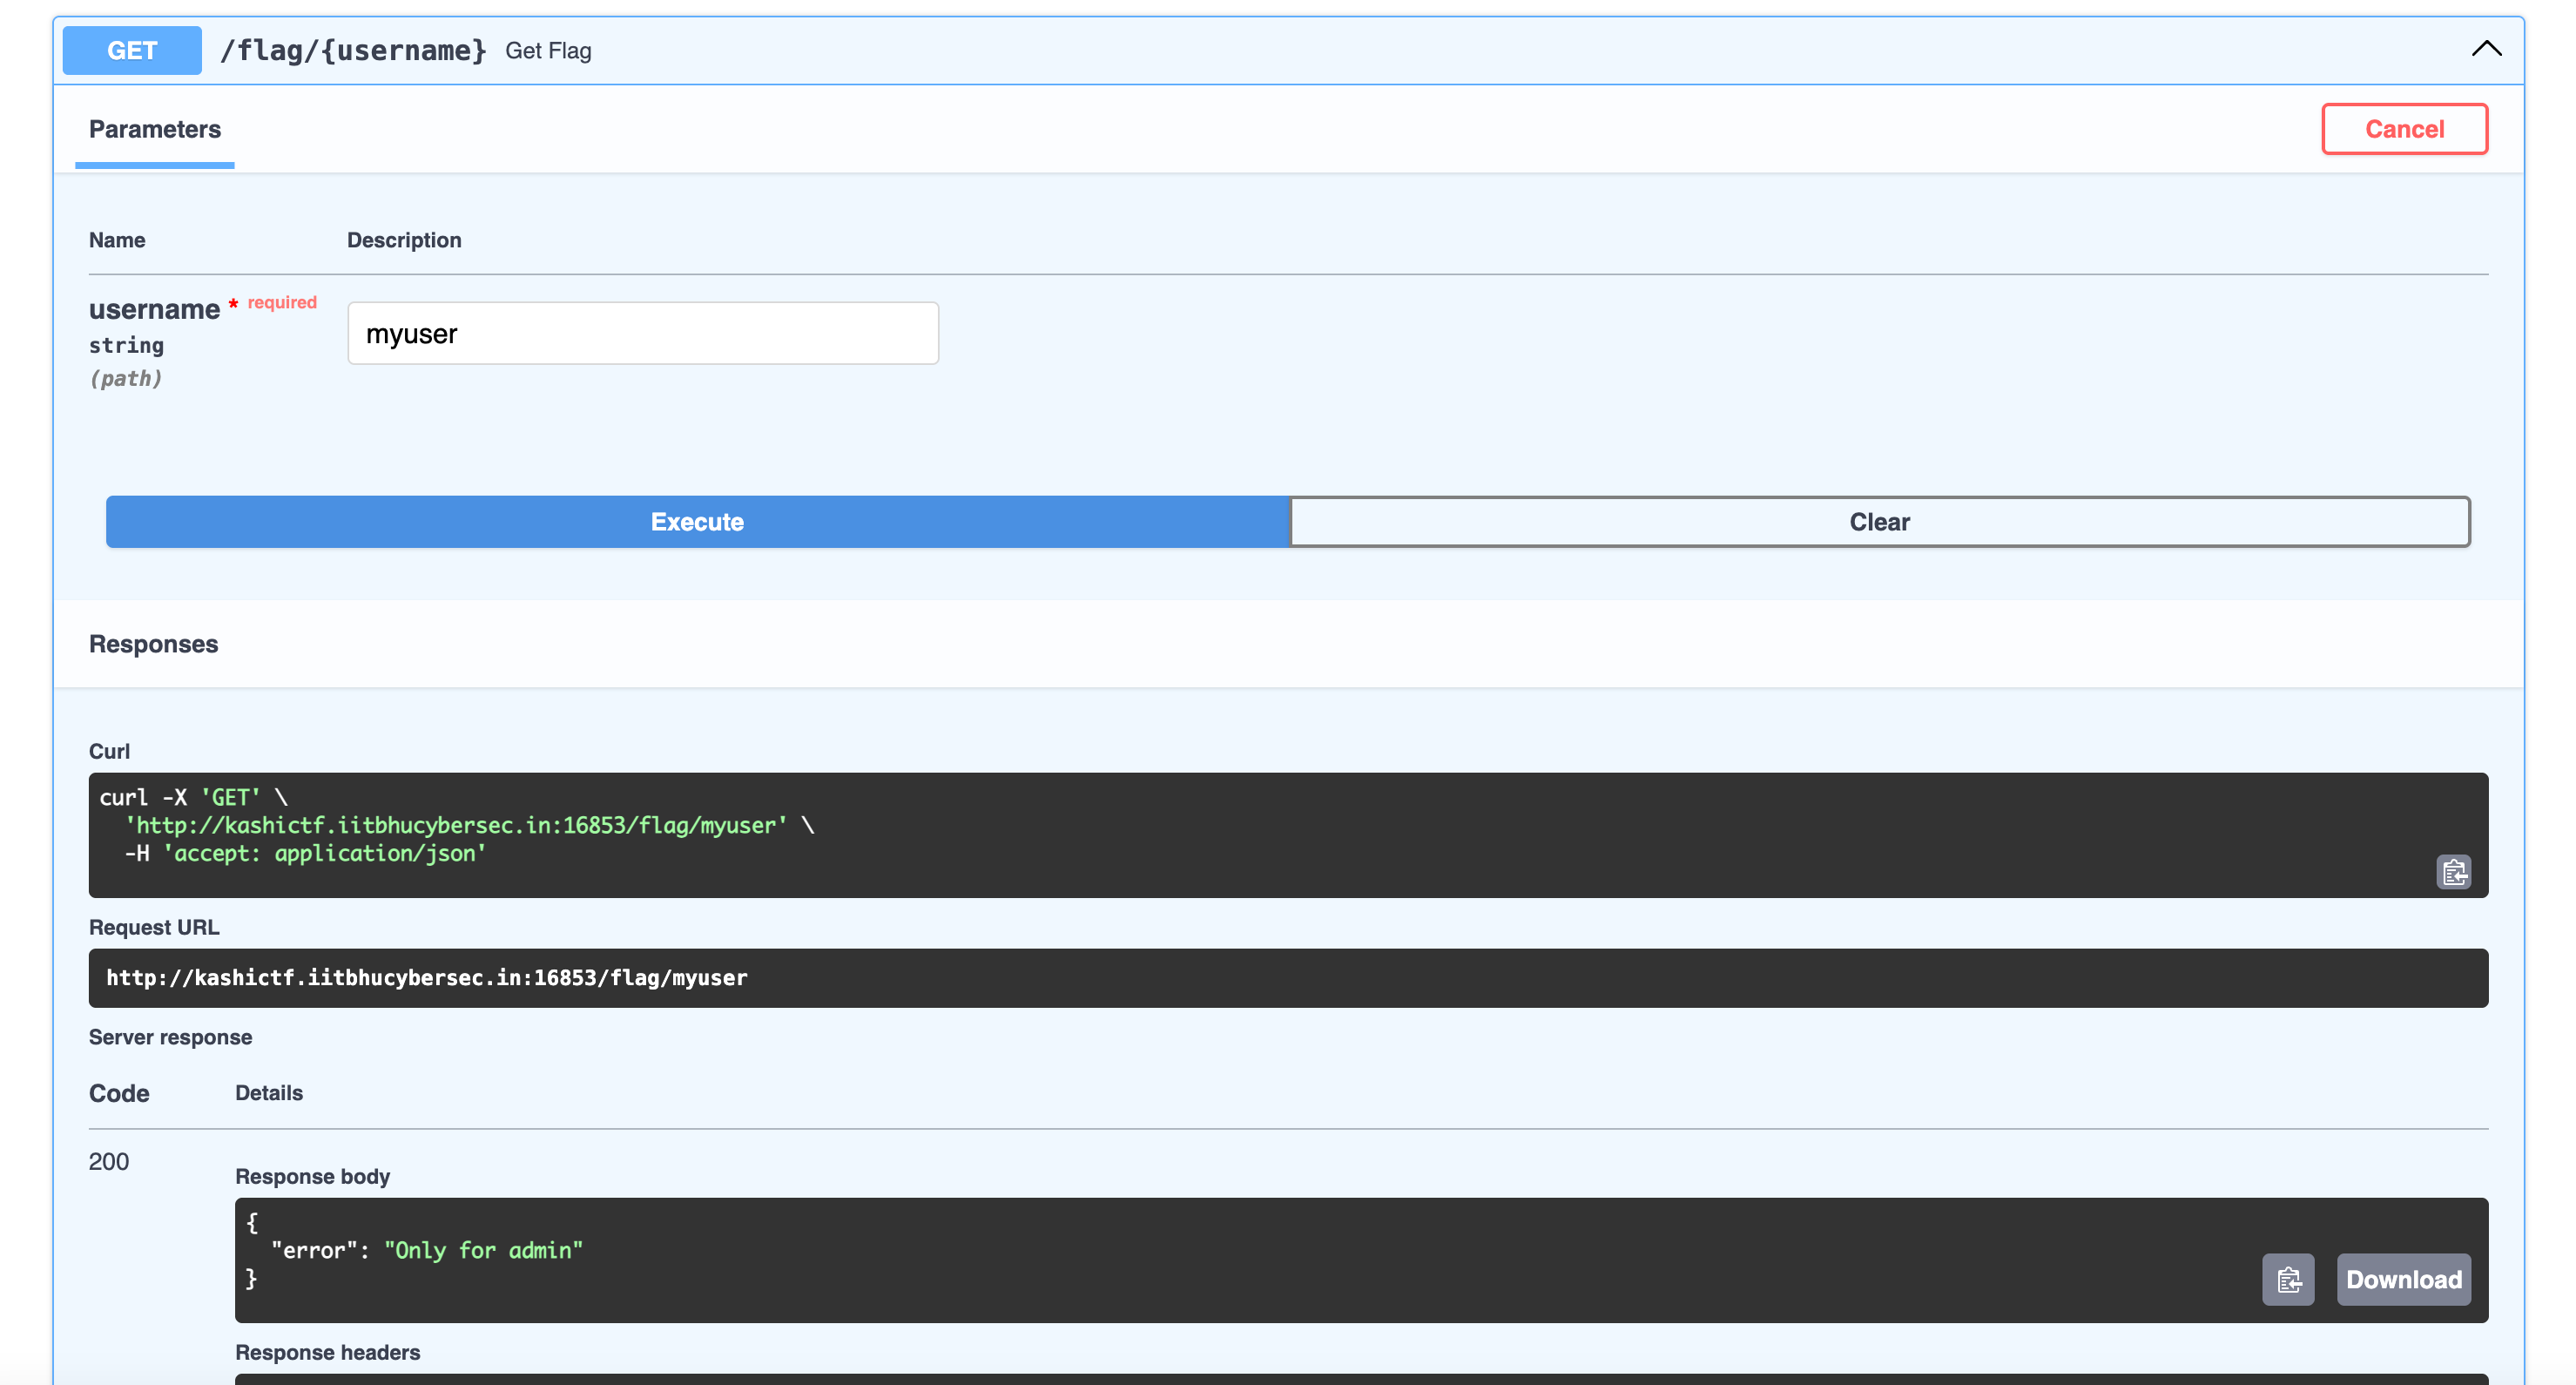 GET /flag/{username} Get Flag
Parameters
Cancel
Name Description
username * required
string
(path)
myuser
Execute
Clear
Responses
Curl
curl -X 'GET' \
'http://kashictf.iitbhucybersec.in:16853/flag/myuser' \
-H 'accept: application/json'
Request URL
http://kashictf.iitbhucybersec.in:16853/flag/myuser
Server response
Code Details
200
Response body
{
"error": "Only for admin"
}
Download
Response headers